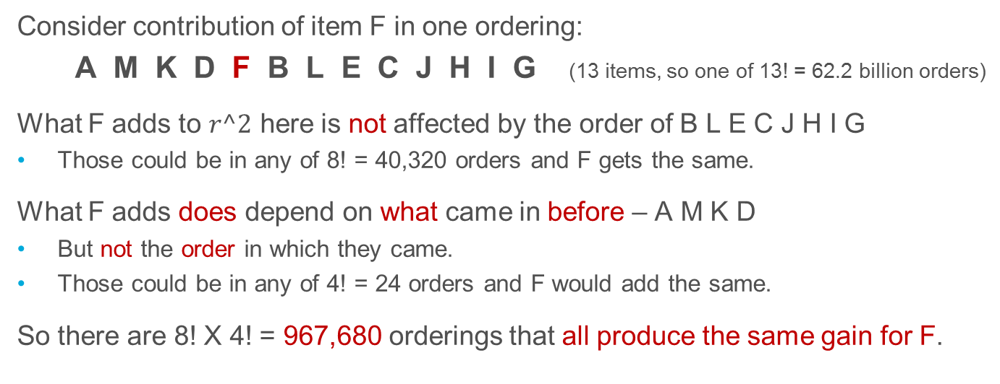 Consider contribution of item F in one ordering:
A M K D F B L E C J H I G (13 items, so one of 13! = 62.2 billion orders)
What F adds to r^2 here is not affected by the order of B L E C J H I G
• Those could be in any of 8! = 40,320 orders and F gets the same.
What F adds does depend on what came in before – A M K D
• But not the order in which they came.
• Those could be in any of 4! = 24 orders and F would add the same.
So there are 8! X 4! = 967,680 orderings that all produce the same gain for F.